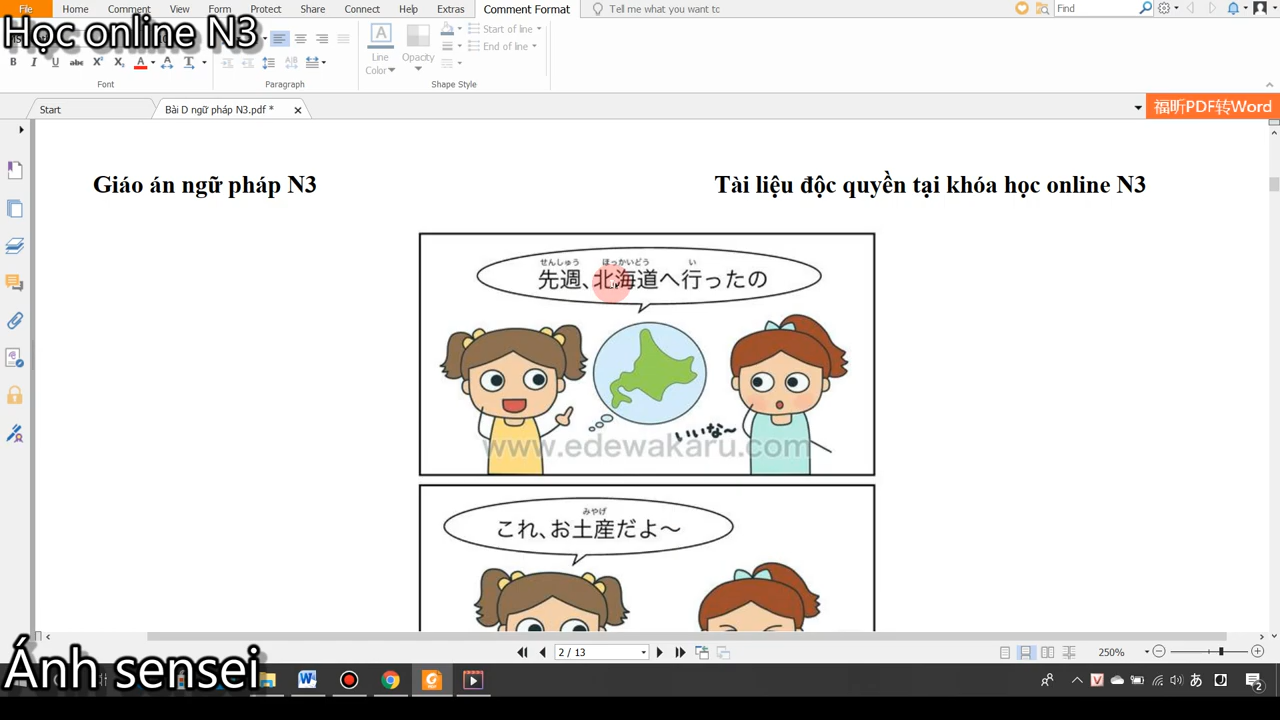 File Home Comment View Form Protect Share Connect Help Extras Comment Format Tell me what you want tc Find
Học online N3
Line Color
Opacity
Start of line
End of line
Font Paragraph Shape Style
Start Bài D ngữ pháp N3.pdf * 福昕PDF转Word
Giáo án ngữ pháp N3 Tài liệu độc quyền tại khóa học online N3
せんしゅう ほっかいどう い
先週、北海道へ行ったの
いいな～
www.edewakaru.com
みやげ
これ、お土産だよ～
2 / 13 250%
Ánh sensei